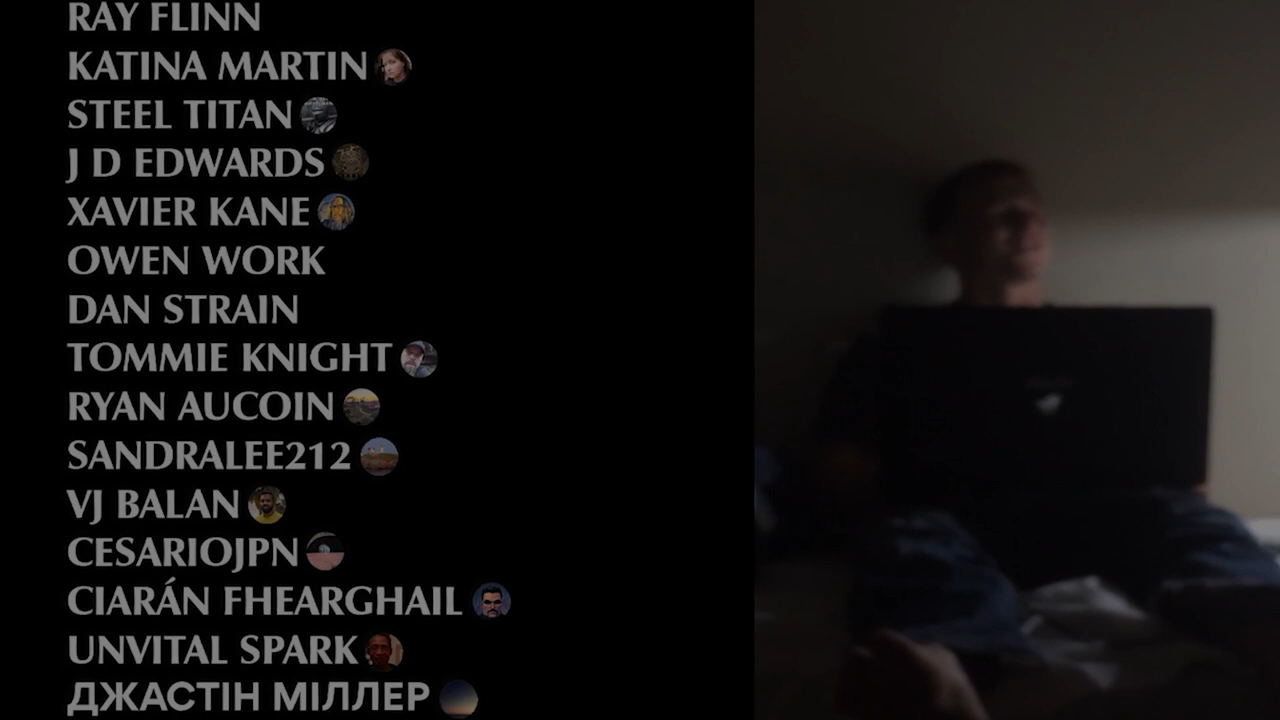 RAY FLINN
KATINA MARTIN
STEEL TITAN
J D EDWARDS
XAVIER KANE
OWEN WORK
DAN STRAIN
TOMMIE KNIGHT
RYAN AUCOIN
SANDRALEE212
VJ BALAN
CESARIOJPN
CIARÁN FHEARGHAIL
UNVITAL SPARK
ДЖАСТІН МІЛЛЕР